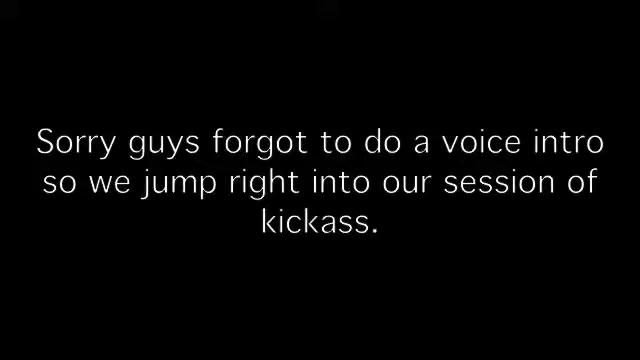 Sorry guys forgot to do a voice intro
so we jump right into our session of
kickass.